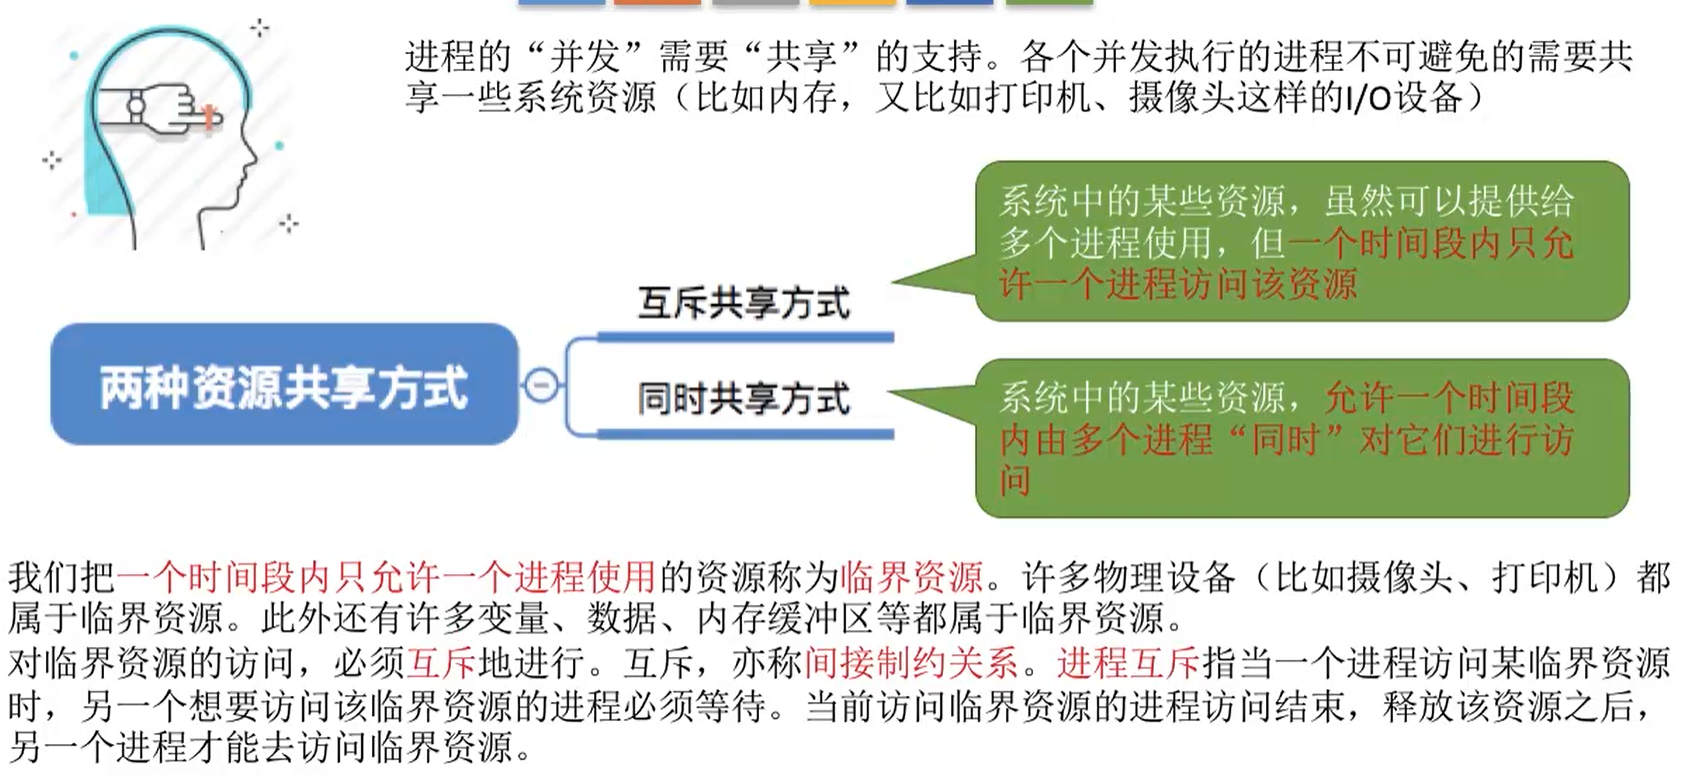 进程的“并发”需要“共享”的支持。各个并发执行的进程不可避免的需要共
享一些系统资源（比如内存，又比如打印机、摄像头这样的I/O设备）
系统中的某些资源，虽然可以提供给
多个进程使用，但一个时间段内只允
许一个进程访问该资源
互斥共享方式
两种资源共享方式
同时共享方式
系统中的某些资源，允许一个时间段
内由多个进程“同时”对它们进行访
问
我们把一个时间段内只允许一个进程使用的资源称为临界资源。许多物理设备（比如摄像头、打印机）都
属于临界资源。此外还有许多变量、数据、内存缓冲区等都属于临界资源。
对临界资源的访问，必须互斥地进行。互斥，亦称间接制约关系。进程互斥指当一个进程访问某临界资源
时，另一个想要访问该临界资源的进程必须等待。当前访问临界资源的进程访问结束，释放该资源之后，
另一个进程才能去访问临界资源。